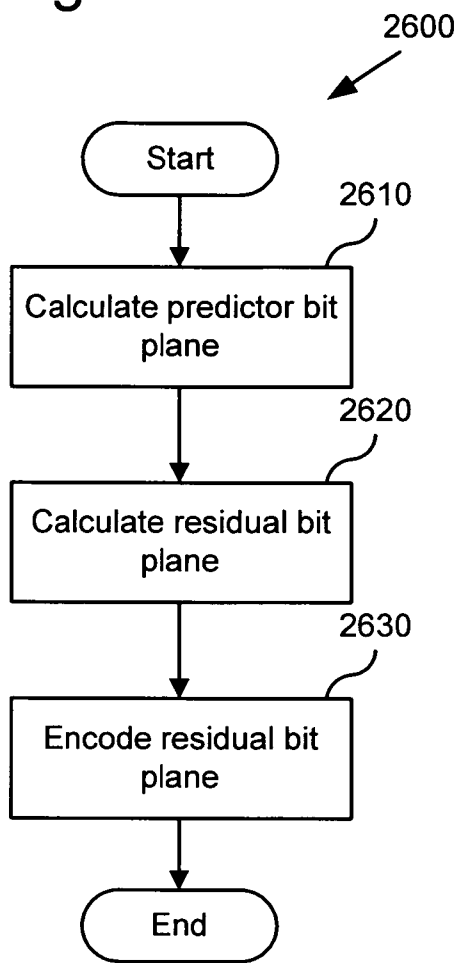 2600
Start
2610
Calculate predictor bit
plane
2620
Calculate residual bit
plane
2630
Encode residual bit
plane
End